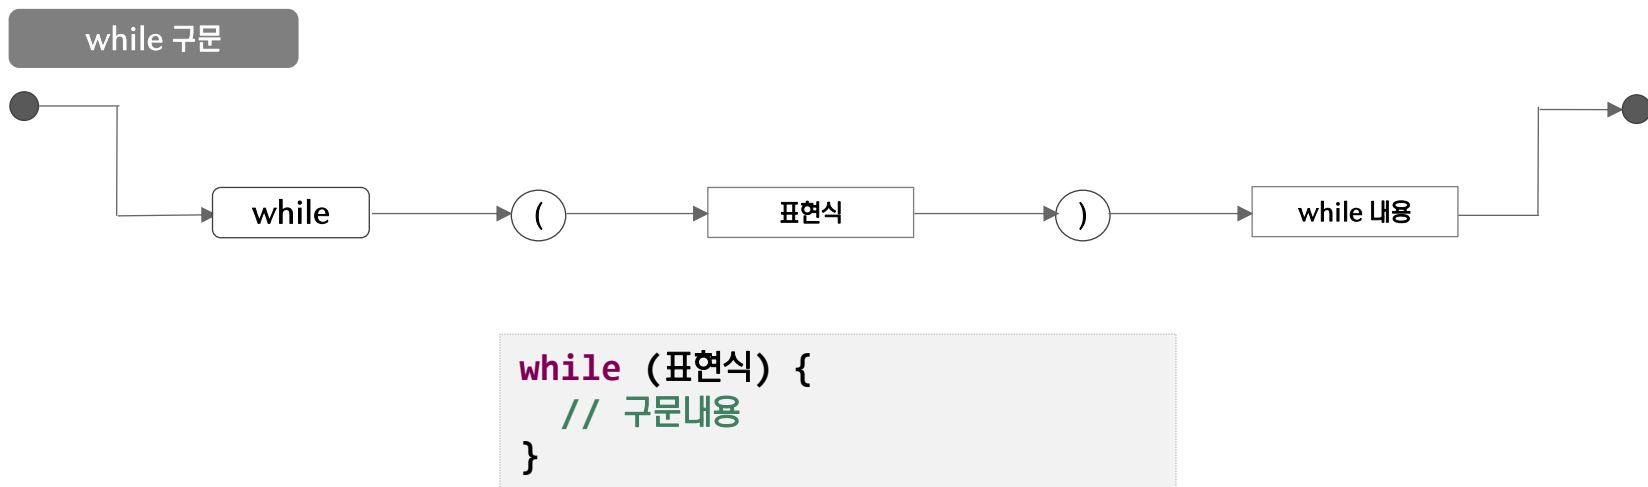 while 구문
while
(
표현식
)
while 내용
while (표현식) {
// 구문내용
}